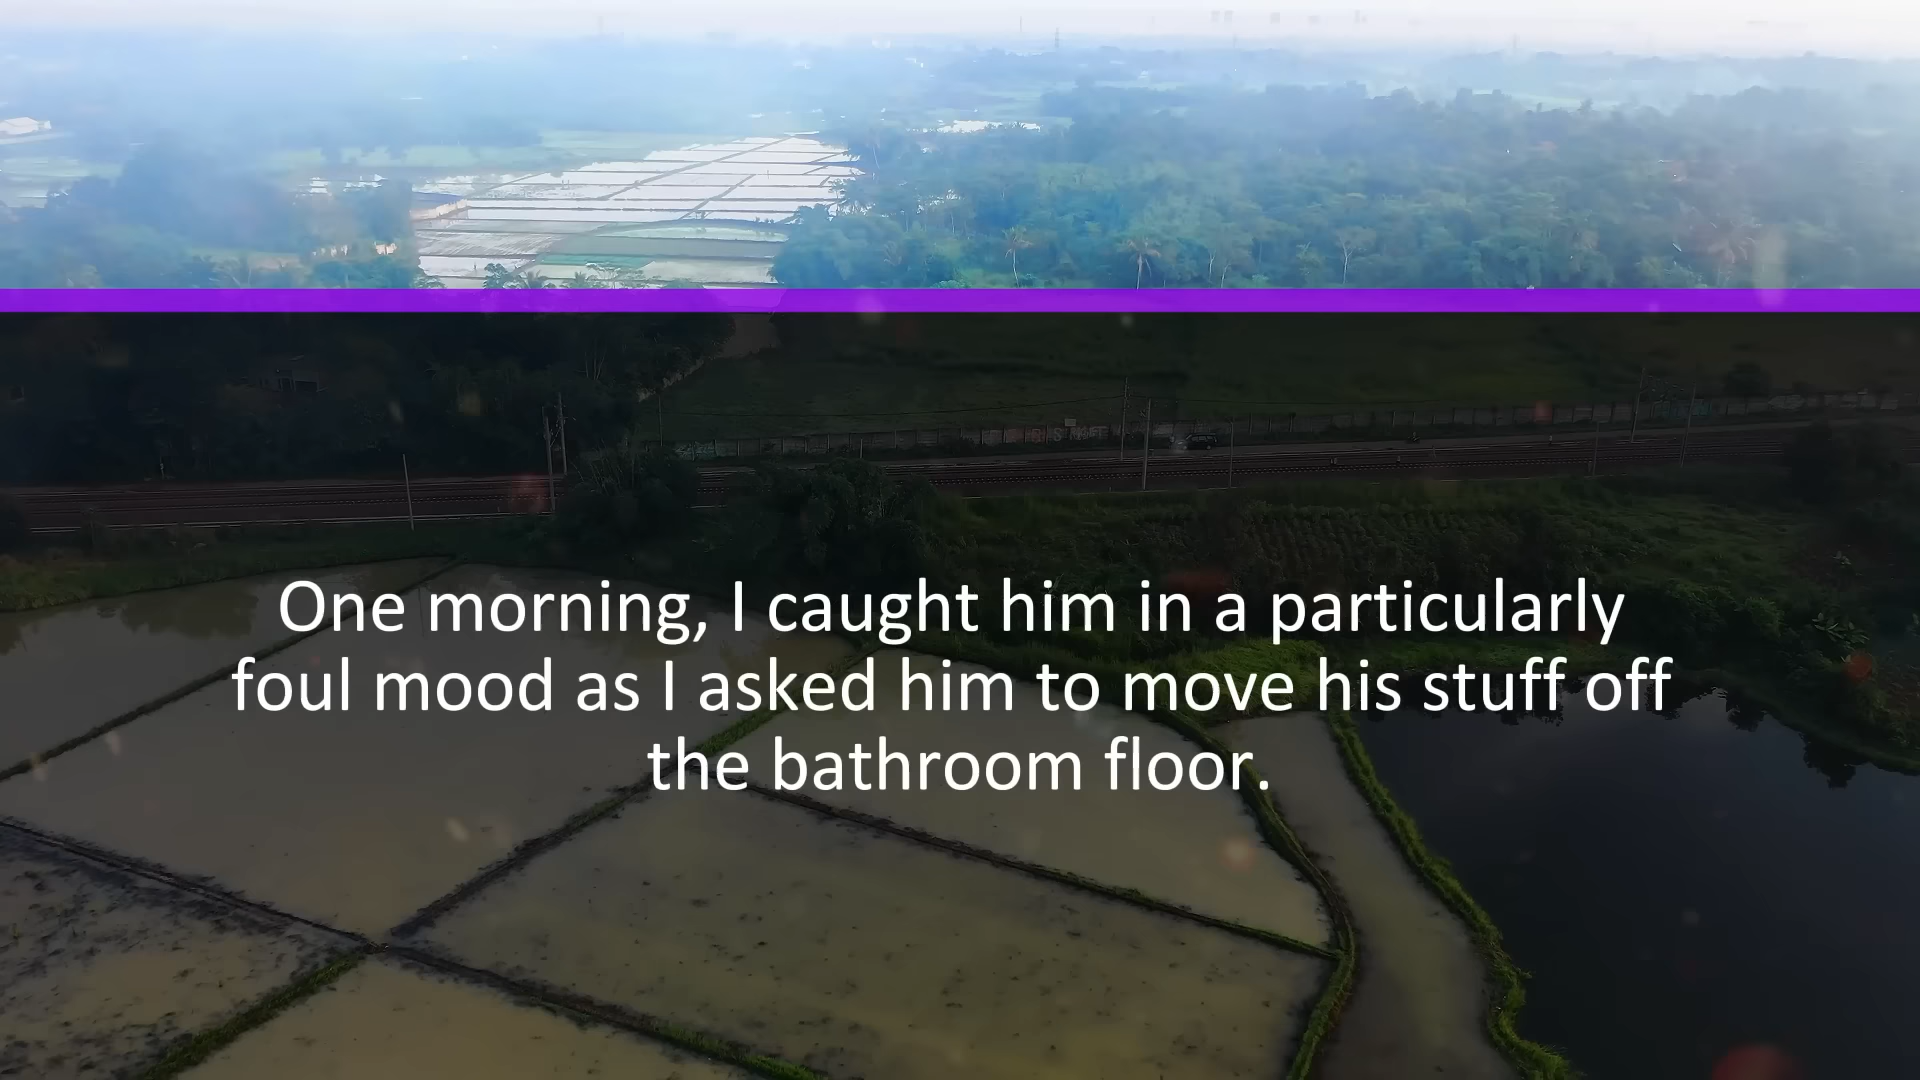 One morning, I caught him in a particularly
foul mood as I asked him to move his stuff off
the bathroom floor.